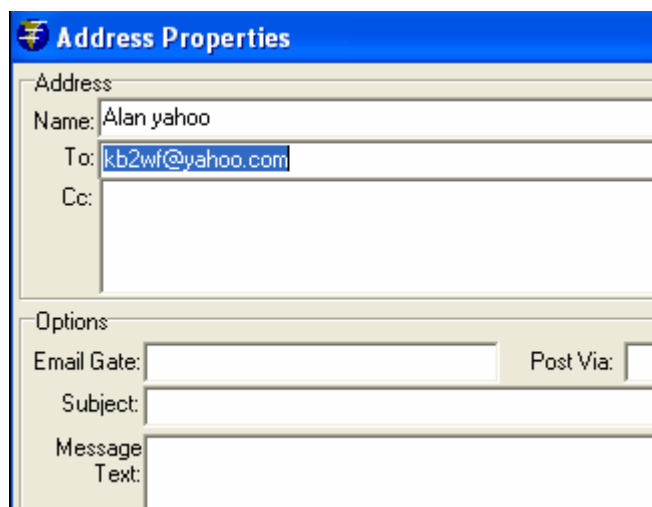 Address Properties
Address
Name: Alan yahoo
To: kb2wf@yahoo.com
Cc:
Options
Email Gate: Post Via:
Subject:
Message
Text: